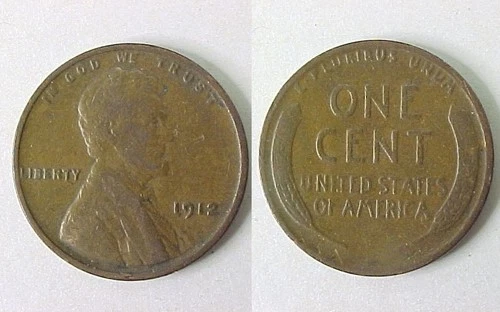 IN GOD WE TRUST
LIBERTY
1912
E PLURIBUS UNUM
ONE
CENT
UNITED STATES
OF AMERICA